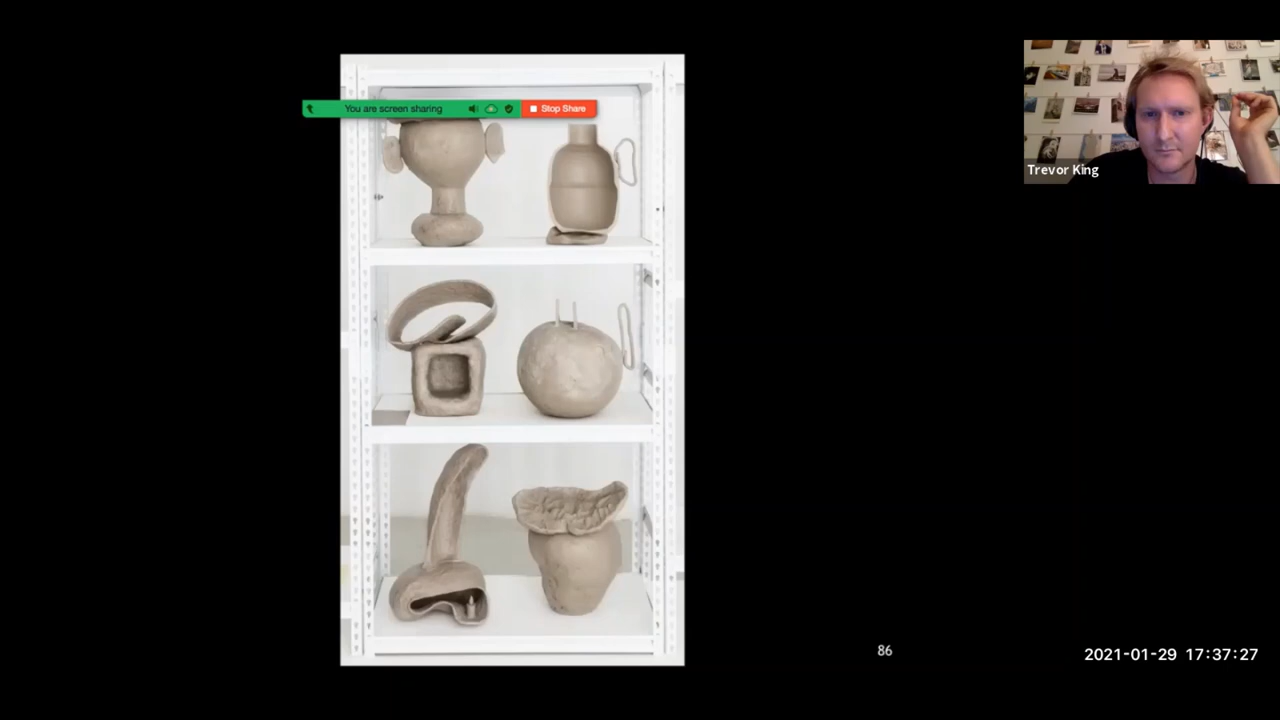 You are screen sharing
Stop Share
Trevor King
86
2021-01-29 17:37:27